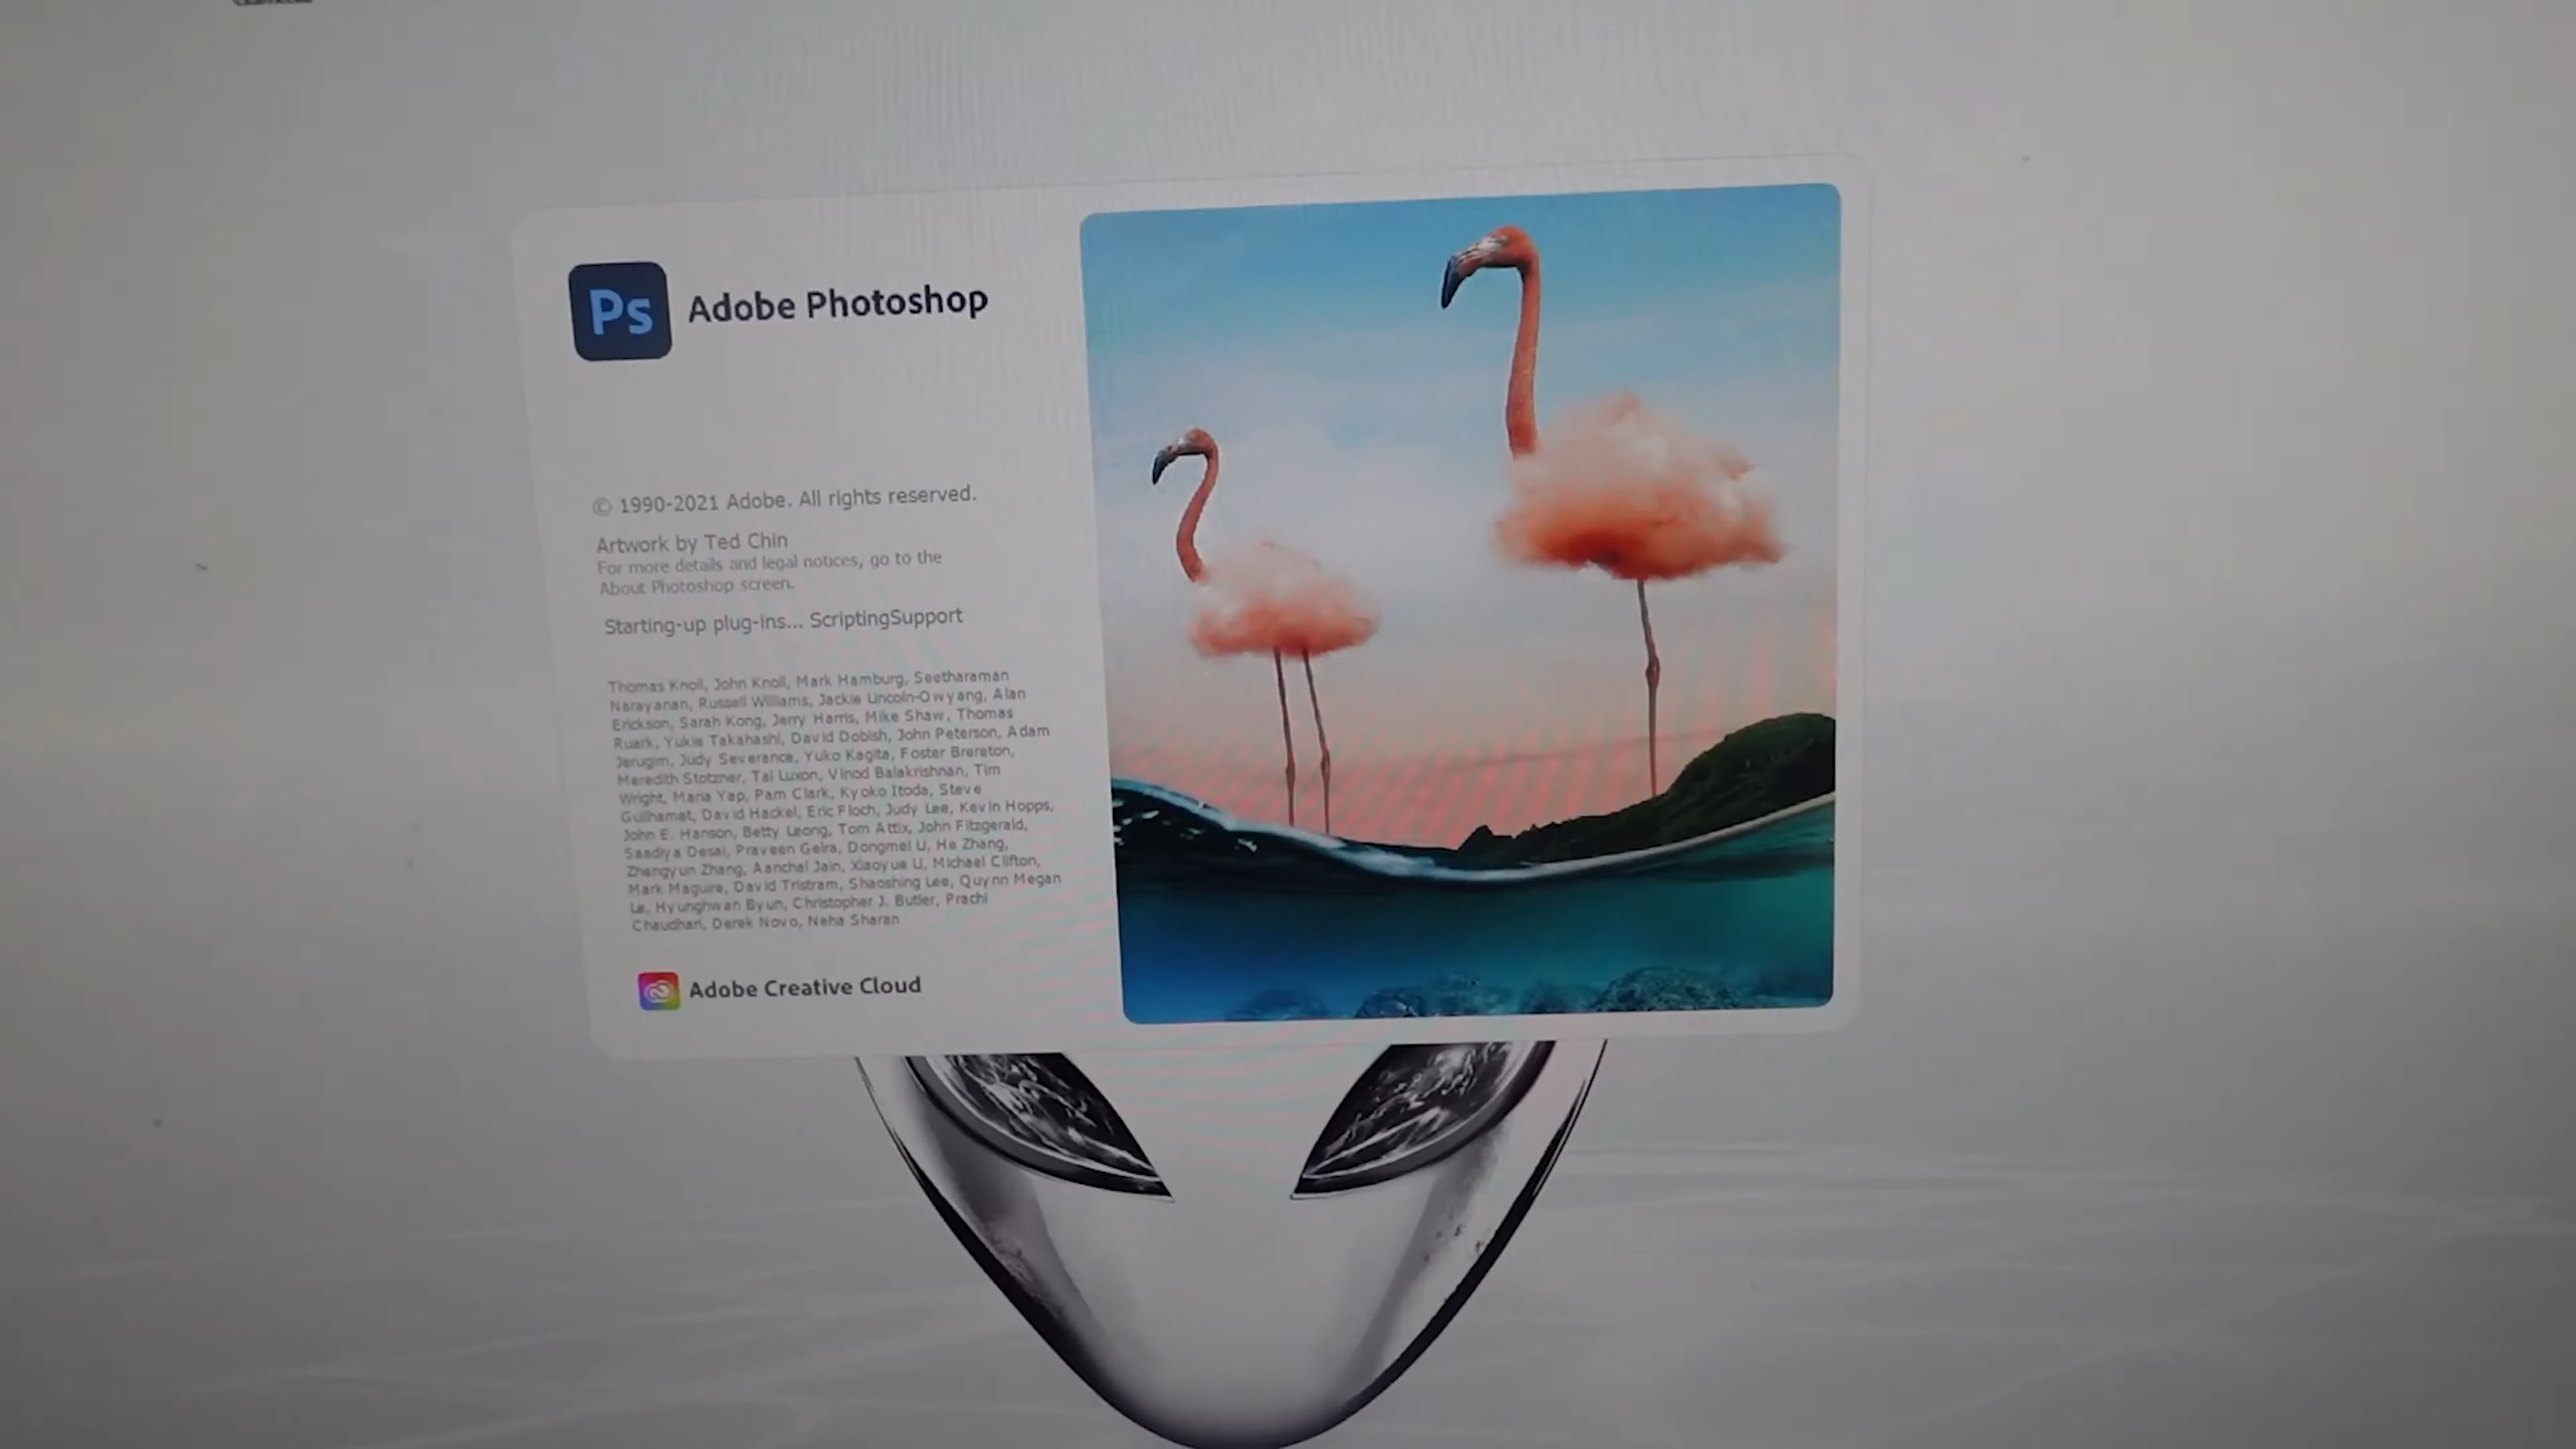 Ps Adobe Photoshop
© 1990-2021 Adobe. All rights reserved.
Artwork by Ted Chin
For more details and legal notices, go to the
About Photoshop screen.
Starting-up plug-ins... ScriptingSupport
Thomas Knoll, John Knoll, Mark Hamburg, Seetharaman
Narayanan, Russell Williams, Jackie Lincoln-Owyang, Alan
Erickson, Sarah Kong, Jerry Harris, Mike Shaw, Thomas
Ruark, Yukie Takahashi, David Dobish, John Peterson, Adam
Jerugim, Judy Severance, Yuko Kagita, Foster Brereton,
Meredith Stotzner, Tai Luxon, Vinod Balakrishnan, Tim
Wright, Maria Yap, Pam Clark, Kyoko Itoda, Steve
Guilhamet, David Hackel, Eric Floch, Judy Lee, Kevin Hopps,
John E. Hanson, Betty Leong, Tom Attix, John Fitzgerald,
Saadiya Desai, Praveen Gelra, Dongmei Li, He Zhang,
Zhengyun Zhang, Aanchal Jain, Xiaoyue Li, Michael Clifton,
Mark Maguire, David Tristram, Shaoshing Lee, Quynn Megan
Le, Hyunghwan Byun, Christopher J. Butler, Prachi
Chaudhari, Derek Novo, Neha Sharan
Adobe Creative Cloud